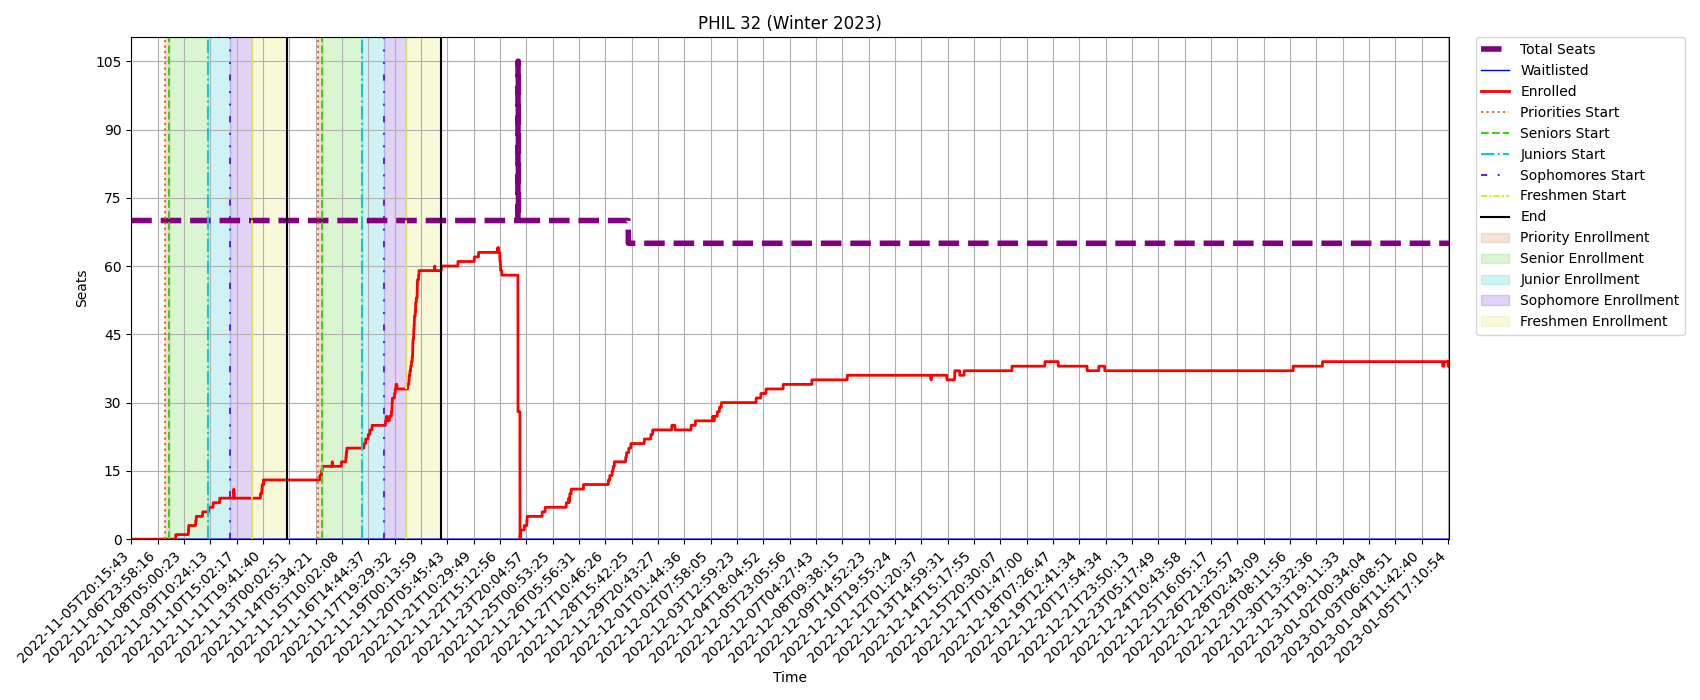 PHIL 32 (Winter 2023)
105
90
75
60
45
30
15
0
Seats
2022-11-05T20:15:43
2022-11-06T23:58:16
2022-11-08T05:00:23
2022-11-09T10:24:13
2022-11-10T15:02:17
2022-11-11T19:41:40
2022-11-13T00:02:51
2022-11-14T05:34:21
2022-11-15T10:02:08
2022-11-16T14:44:37
2022-11-17T19:29:32
2022-11-19T00:13:59
2022-11-20T05:45:43
2022-11-21T10:29:49
2022-11-22T15:12:56
2022-11-23T20:04:57
2022-11-25T00:53:25
2022-11-26T05:56:31
2022-11-27T10:46:26
2022-11-28T15:42:25
2022-11-29T20:43:27
2022-12-01T01:44:36
2022-12-02T07:58:05
2022-12-03T12:59:23
2022-12-04T18:04:52
2022-12-05T23:05:56
2022-12-07T04:27:43
2022-12-08T09:38:15
2022-12-09T14:52:23
2022-12-10T19:55:24
2022-12-12T01:20:37
2022-12-13T14:59:31
2022-12-14T15:17:55
2022-12-15T20:30:07
2022-12-17T01:47:00
2022-12-18T07:26:47
2022-12-19T12:41:34
2022-12-20T17:54:34
2022-12-21T23:50:13
2022-12-23T05:17:49
2022-12-24T10:43:58
2022-12-25T16:05:17
2022-12-26T21:25:57
2022-12-28T02:43:09
2022-12-29T08:11:56
2022-12-30T13:32:36
2022-12-31T19:11:33
2023-01-02T00:34:04
2023-01-03T06:08:51
2023-01-04T11:42:40
2023-01-05T17:10:54
Time
Total Seats
Waitlisted
Enrolled
Priorities Start
Seniors Start
Juniors Start
Sophomores Start
Freshmen Start
End
Priority Enrollment
Senior Enrollment
Junior Enrollment
Sophomore Enrollment
Freshmen Enrollment